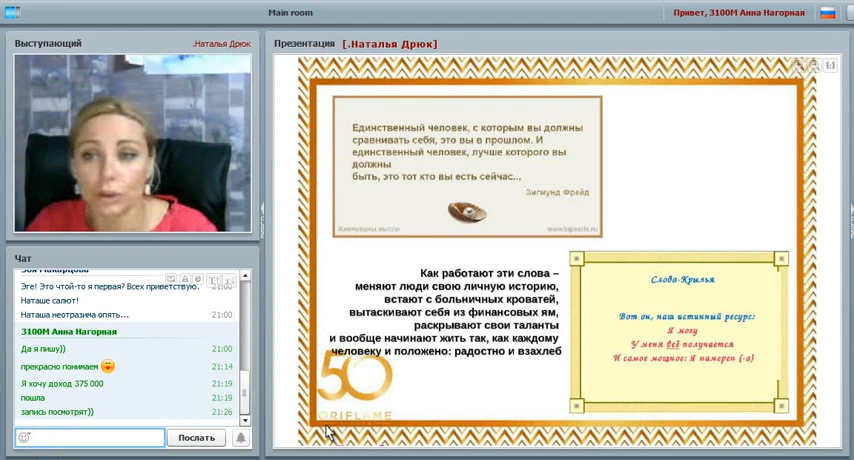 Main room
Привет, 3100М Анна Нагорная
Выступающий
.Наталья Дрюк
Презентация [.Наталья Дрюк]
1:1
Единственный человек, с которым вы должны
сравнивать себя, это вы в прошлом. И
единственный человек, лучше которого вы
должны
быть, это тот кто вы есть сейчас...
Зигмунд Фрейд
Жемчужины мысли
www.inpearls.ru
Как работают эти слова –
меняют люди свою личную историю,
встают с больничных кроватей,
вытаскивают себя из финансовых ям,
раскрывают свои таланты
и вообще начинают жить так, как каждому
человеку и положено: радостно и взахлеб
50
ORIFLAME
Слова-Крылья
Вот он, наш истинный ресурс:
Я могу
У меня всё получается
И самое мощное: Я намерен (-а)
Чат
Эге! Это чтой-то я первая? Всех приветствую. 21:00
Наташе салют!
Наташа неотразима опять... 21:00
3100М Анна Нагорная
Да я пишу)) 21:00
прекрасно понимаем 21:14
Я хочу доход 375 000 21:19
пошла 21:19
запись посмотрят)) 21:26
Послать